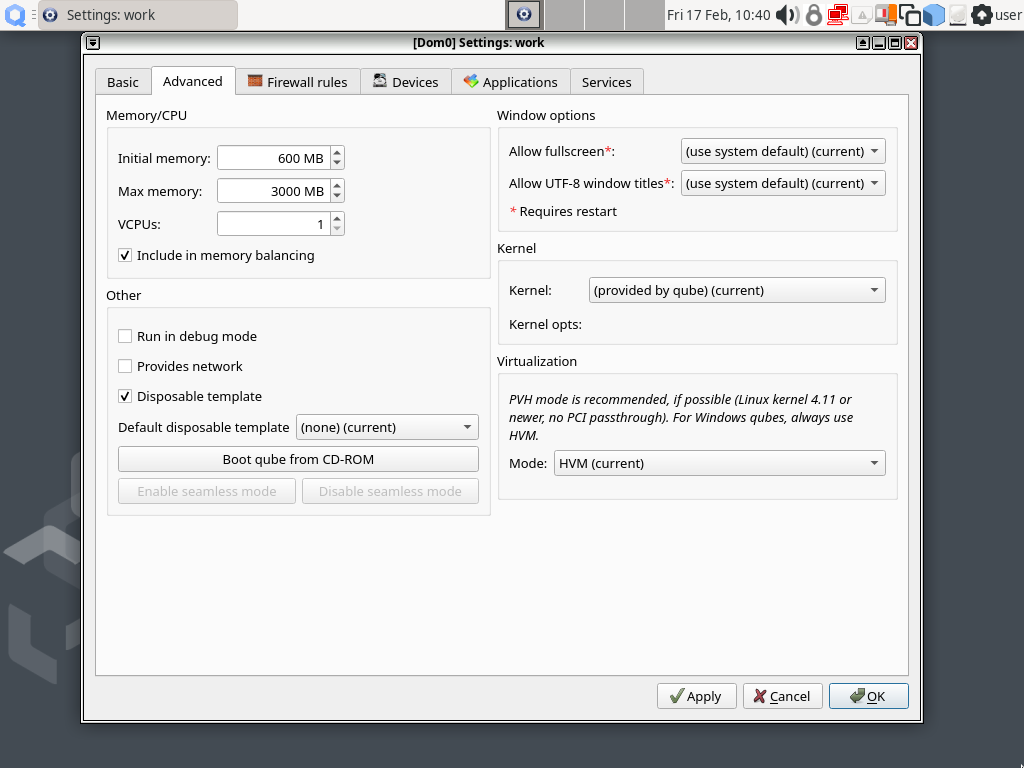 Settings: work
Fri 17 Feb, 10:40
user
[Dom0] Settings: work
Basic
Advanced
Firewall rules
Devices
Applications
Services
Memory/CPU
Initial memory: 600 MB
Max memory: 3000 MB
VCPUs: 1
Include in memory balancing
Other
Run in debug mode
Provides network
Disposable template
Default disposable template (none) (current)
Boot qube from CD-ROM
Enable seamless mode
Disable seamless mode
Window options
Allow fullscreen*: (use system default) (current)
Allow UTF-8 window titles*: (use system default) (current)
* Requires restart
Kernel
Kernel: (provided by qube) (current)
Kernel opts:
Virtualization
PVH mode is recommended, if possible (Linux kernel 4.11 or
newer, no PCI passthrough). For Windows qubes, always use
HVM.
Mode: HVM (current)
Apply
Cancel
OK